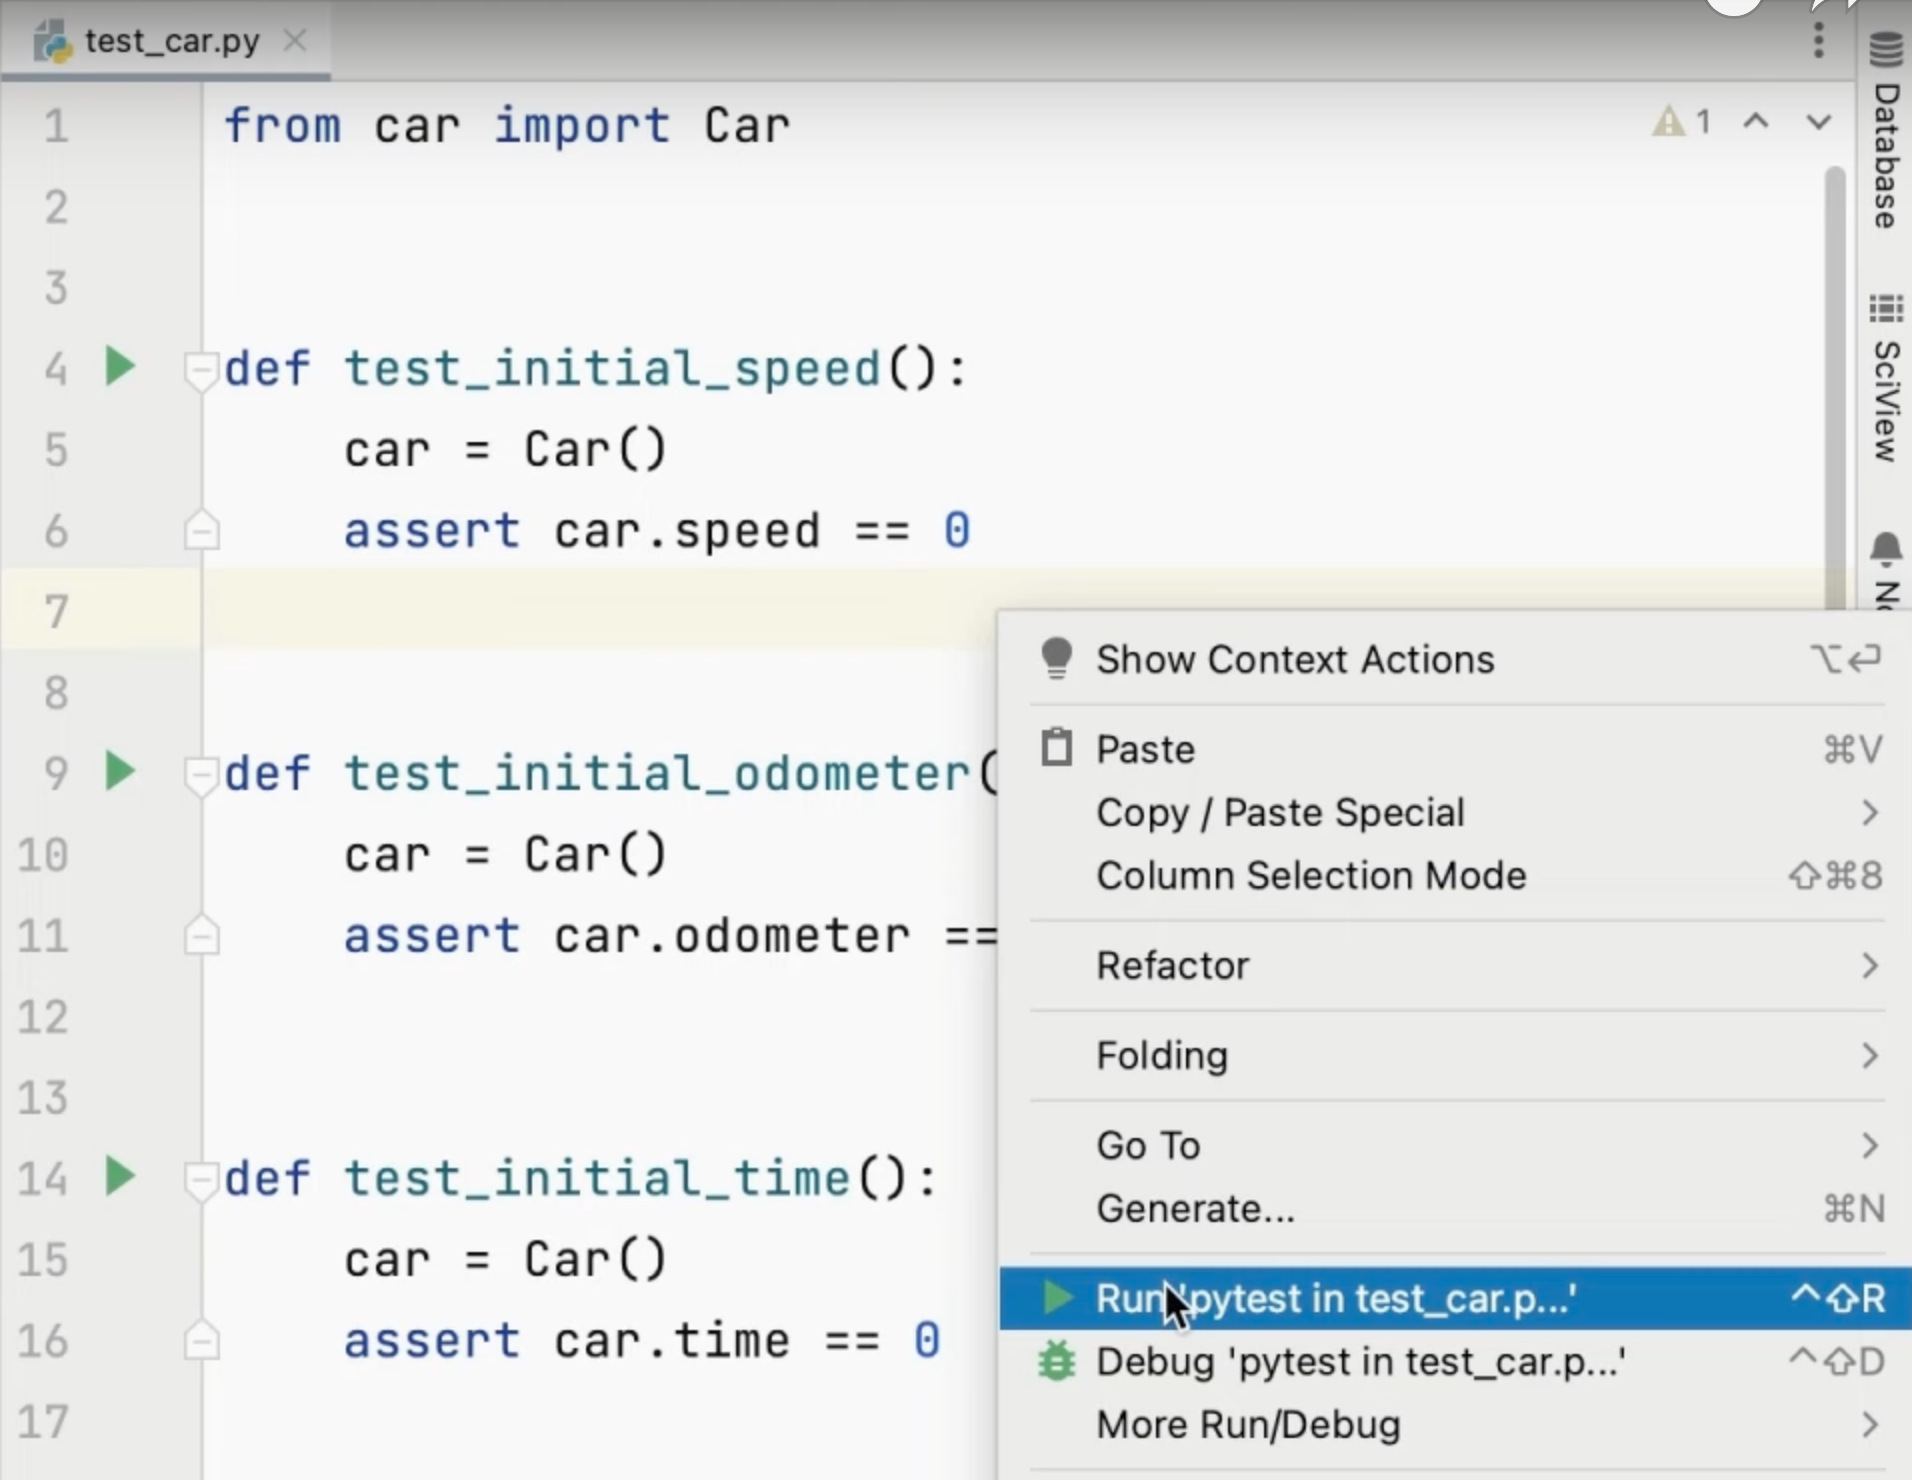 test_car.py
1 from car import Car
1
2
3
4 def test_initial_speed():
5 car = Car()
6 assert car.speed == 0
7
8
9 def test_initial_odometer(
10 car = Car()
11 assert car.odometer ==
12
13
14 def test_initial_time():
15 car = Car()
16 assert car.time == 0
17
Show Context Actions ⌥⏎
Paste ⌘V
Copy / Paste Special
Column Selection Mode ⇧⌘8
Refactor
Folding
Go To
Generate... ⌘N
Run 'pytest in test_car.p...' ^⇧R
Debug 'pytest in test_car.p...' ^⇧D
More Run/Debug
Database
SciView